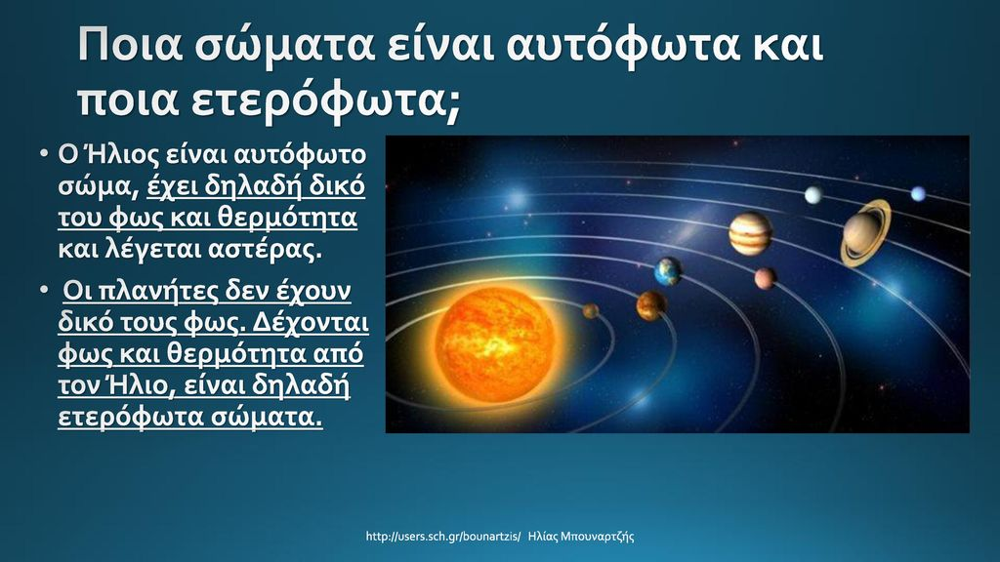 Ποια σώματα είναι αυτόφωτα και
ποια ετερόφωτα;
• Ο Ήλιος είναι αυτόφωτο
σώμα, έχει δηλαδή δικό
του φως και θερμότητα
και λέγεται αστέρας.
• Οι πλανήτες δεν έχουν
δικό τους φως. Δέχονται
φως και θερμότητα από
τον Ήλιο, είναι δηλαδή
ετερόφωτα σώματα.
http://users.sch.gr/bounartzis/ Ηλίας Μπουναρτζής